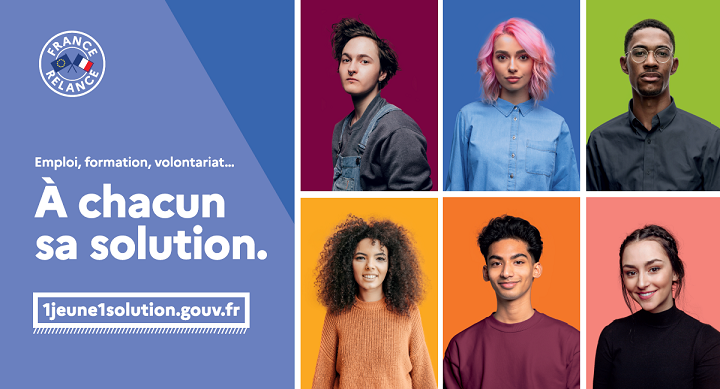 FRANCE
RELANCE
Emploi, formation, volontariat...
À chacun
sa solution.
1jeune1solution.gouv.fr